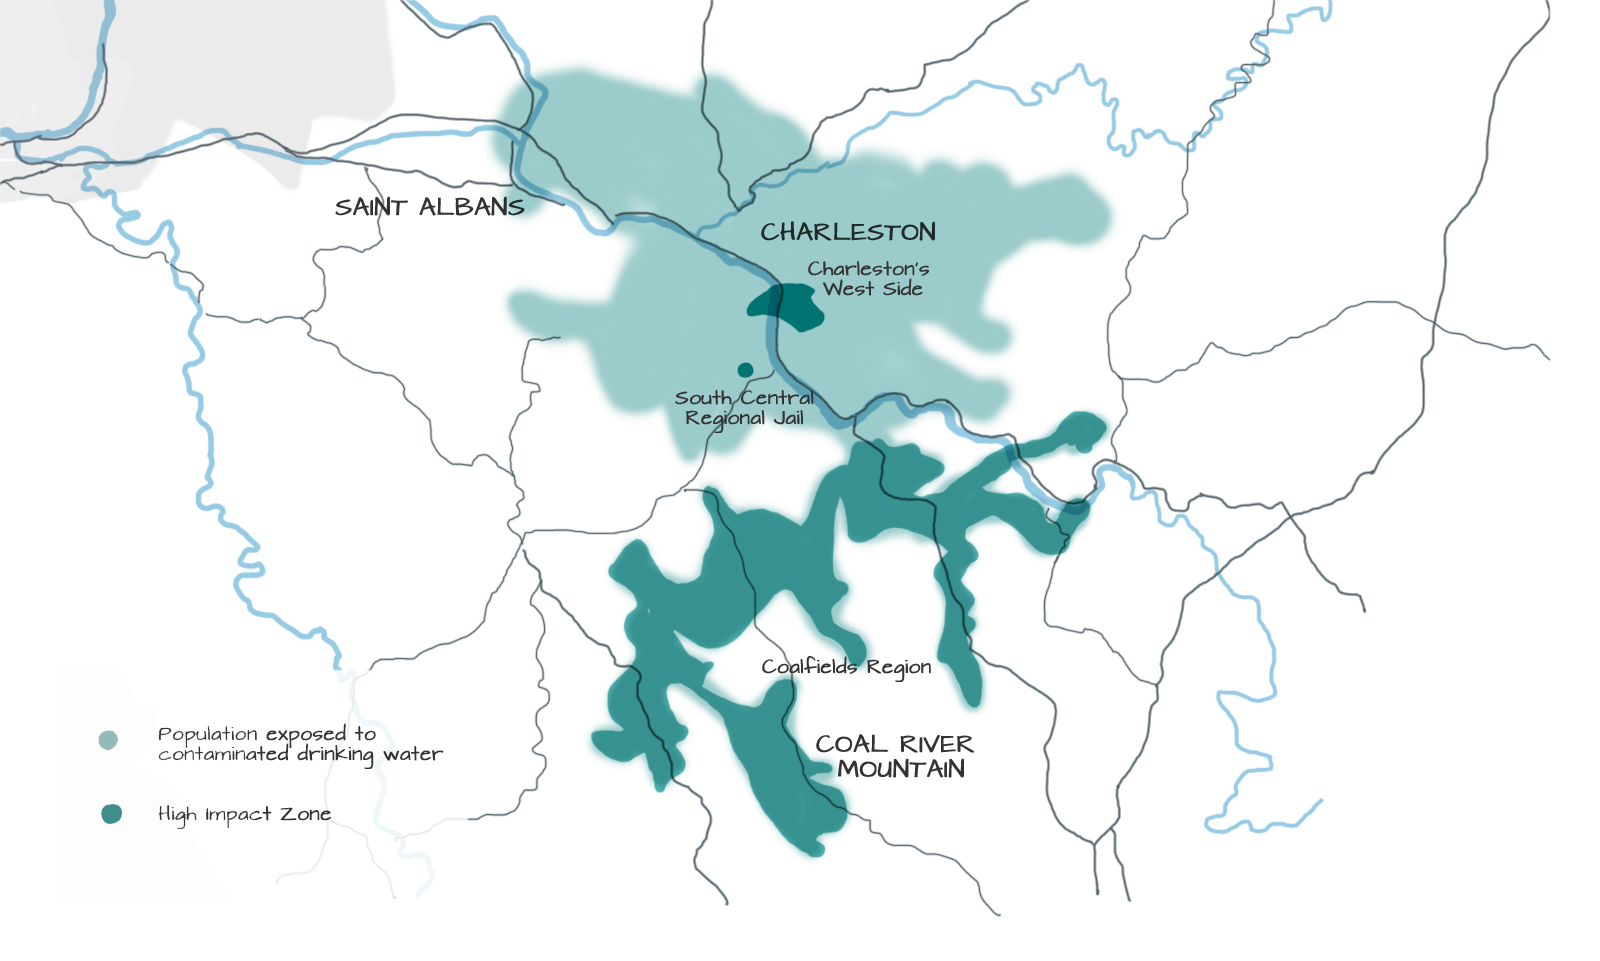 SAINT ALBANS
CHARLESTON
Charleston's
West Side
South Central
Regional Jail
Coalfields Region
COAL RIVER
MOUNTAIN
Population exposed to
contaminated drinking water
High Impact Zone